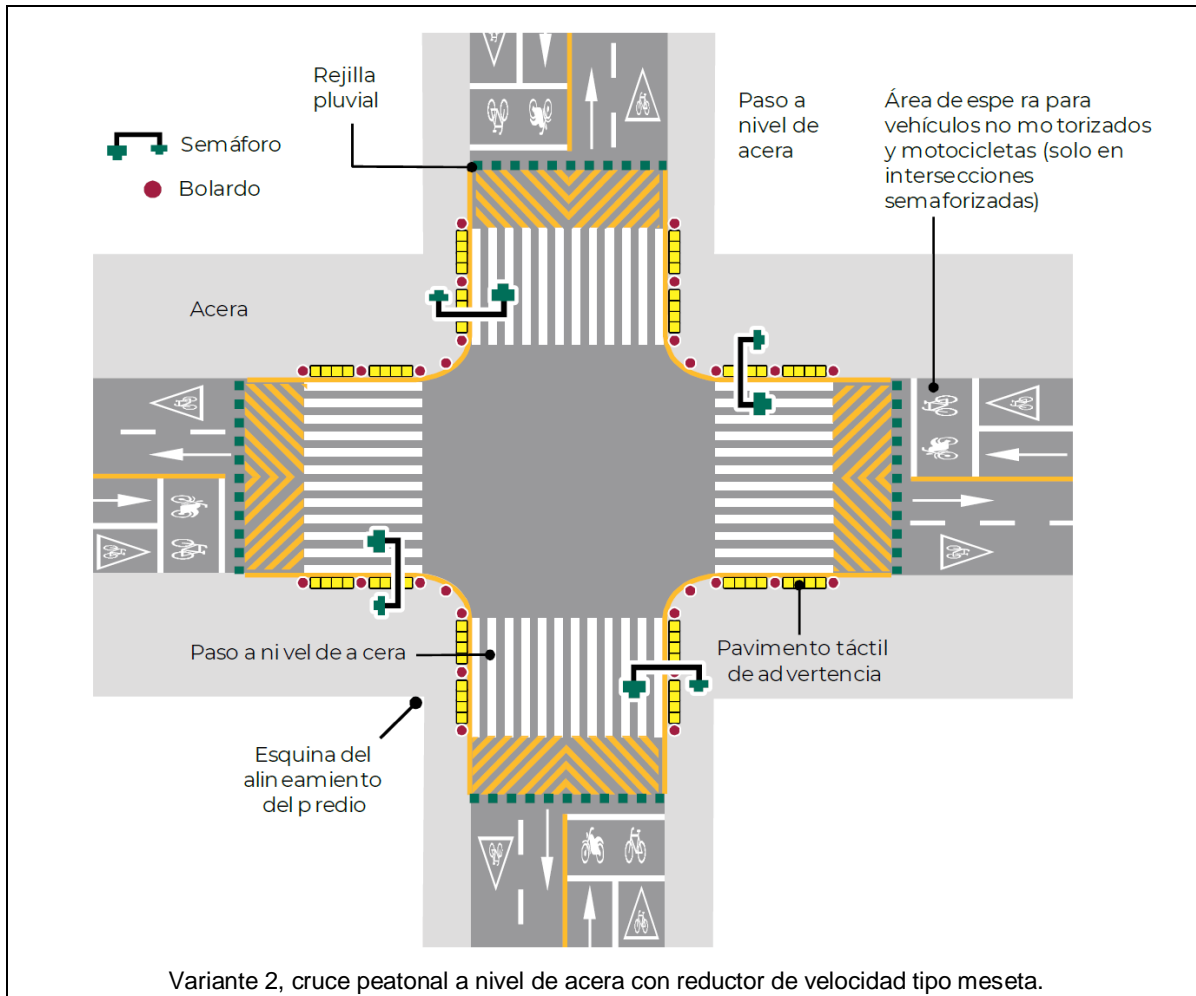 Rejilla
pluvial
Semáforo
Bolardo
Paso a
nivel de
acera
Área de espe ra para
vehículos no mo torizados
y motocicletas (solo en
intersecciones
semaforizadas)
Acera
Paso a ni vel de a cera
Pavimento táctil
de ad vertencia
Esquina del
alin eamiento
del p redio
Variante 2, cruce peatonal a nivel de acera con reductor de velocidad tipo meseta.